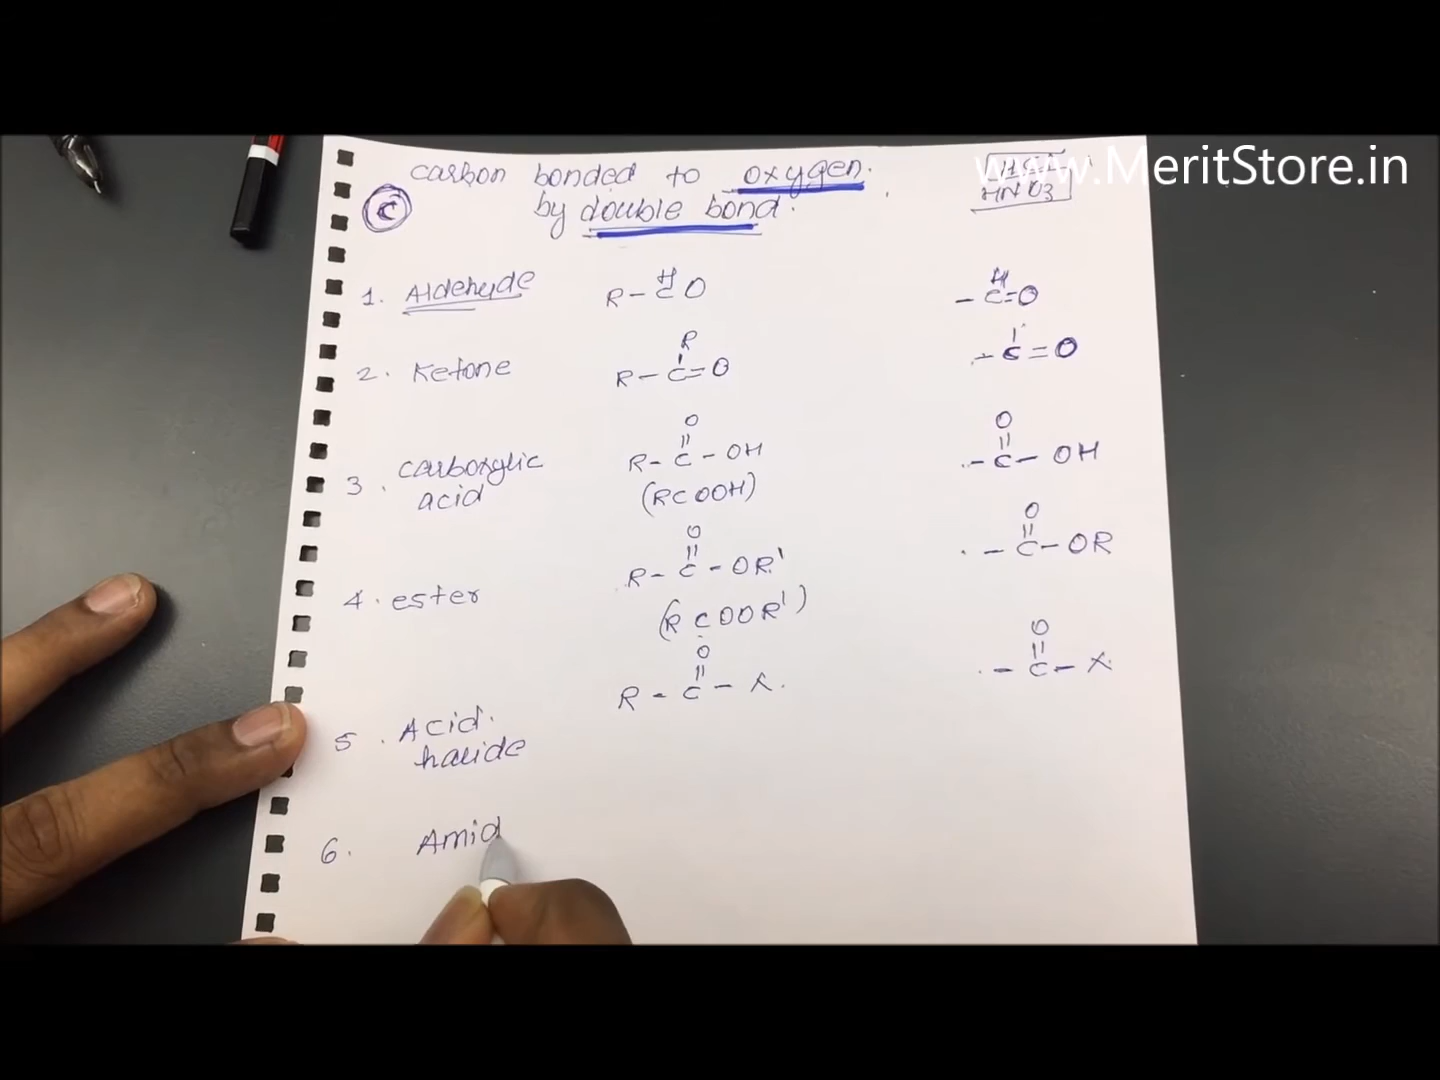 www.MeritStore.in
carbon bonded to oxygen.
by double bond.
C
HNO3
1. Aldehyde
H
R-CO
H
-C=O
2. Ketone
R
R-C=O
-C=O
3. carboxylic
acid
O
R-C-OH
(RCOOH)
O
-C-OH
4. ester
O
R-C-OR'
(RCOOR')
O
-C-OR
5. Acid.
halide
O
R-C-X.
O
-C-X
6. Amid